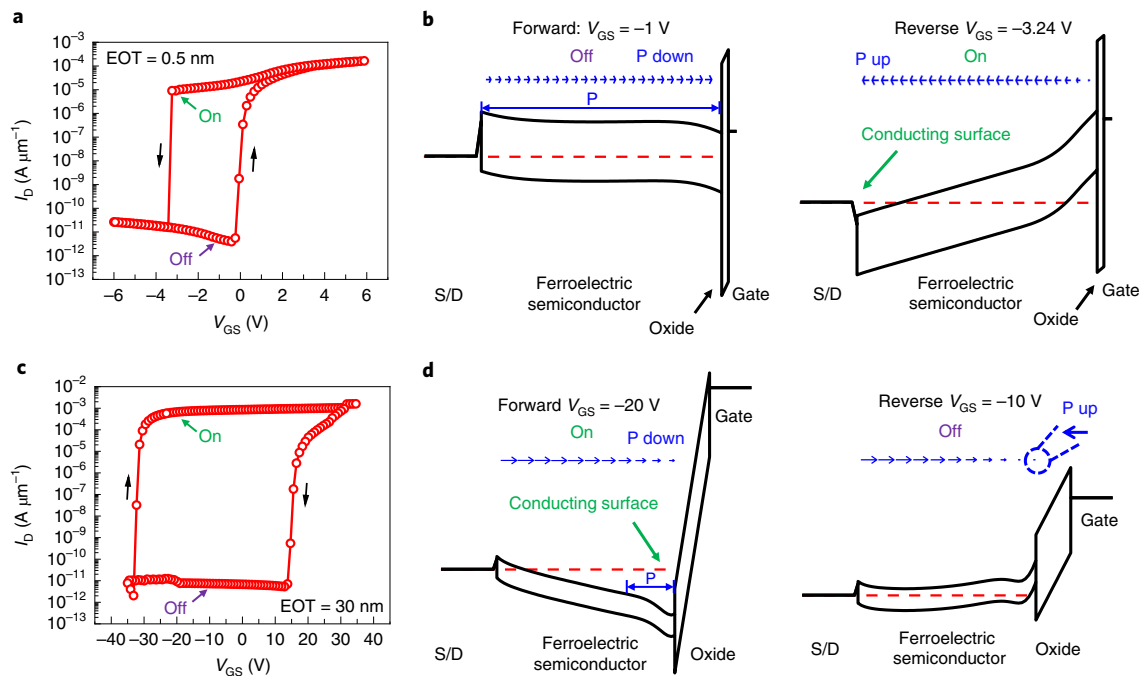 a
EOT = 0.5 nm
10⁻³
10⁻⁴
10⁻⁵
10⁻⁶
10⁻⁷
10⁻⁸
10⁻⁹
10⁻¹⁰
10⁻¹¹
10⁻¹²
10⁻¹³
I_D (A μm⁻¹)
On
Off
−6 −4 −2 0 2 4 6
V_GS (V)
b
Forward: V_GS = −1 V
Off P down
P
S/D
Ferroelectric
semiconductor
Gate
Oxide
Reverse V_GS = −3.24 V
P up On
Conducting surface
S/D
Ferroelectric
semiconductor
Gate
Oxide
c
10⁻²
10⁻³
10⁻⁴
10⁻⁵
10⁻⁶
10⁻⁷
10⁻⁸
10⁻⁹
10⁻¹⁰
10⁻¹¹
10⁻¹²
10⁻¹³
I_D (A μm⁻¹)
On
Off
EOT = 30 nm
−40 −30 −20 −10 0 10 20 30 40
V_GS (V)
d
Forward V_GS = −20 V
On
P down
Gate
Conducting surface
P
S/D
Ferroelectric
semiconductor
Oxide
Reverse V_GS = −10 V
Off
P up
Gate
S/D
Ferroelectric
semiconductor
Oxide